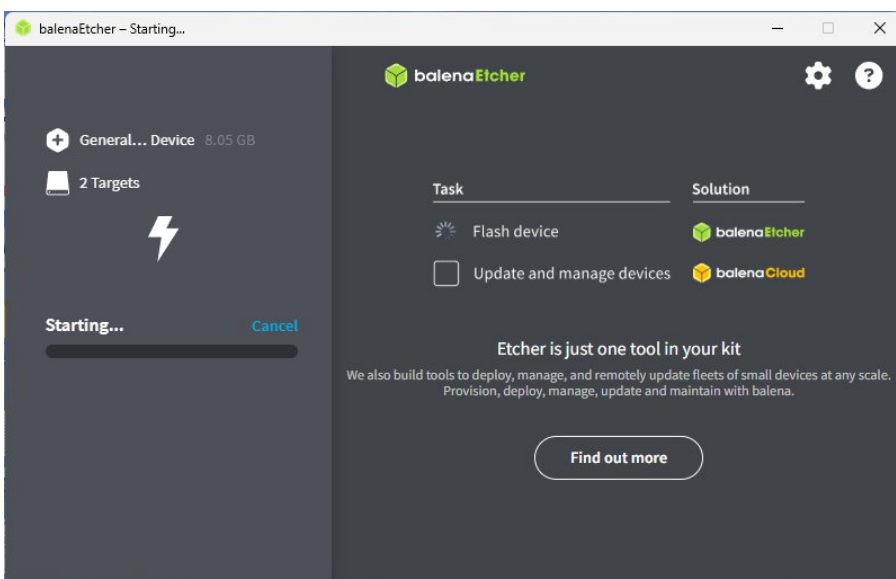 balenaEtcher – Starting...
balenaEtcher
?
General... Device 8.05 GB
2 Targets
Starting... Cancel
Task Solution
Flash device balenaEtcher
Update and manage devices balenaCloud
Etcher is just one tool in your kit
We also build tools to deploy, manage, and remotely update fleets of small devices at any scale.
Provision, deploy, manage, update and maintain with balena.
Find out more